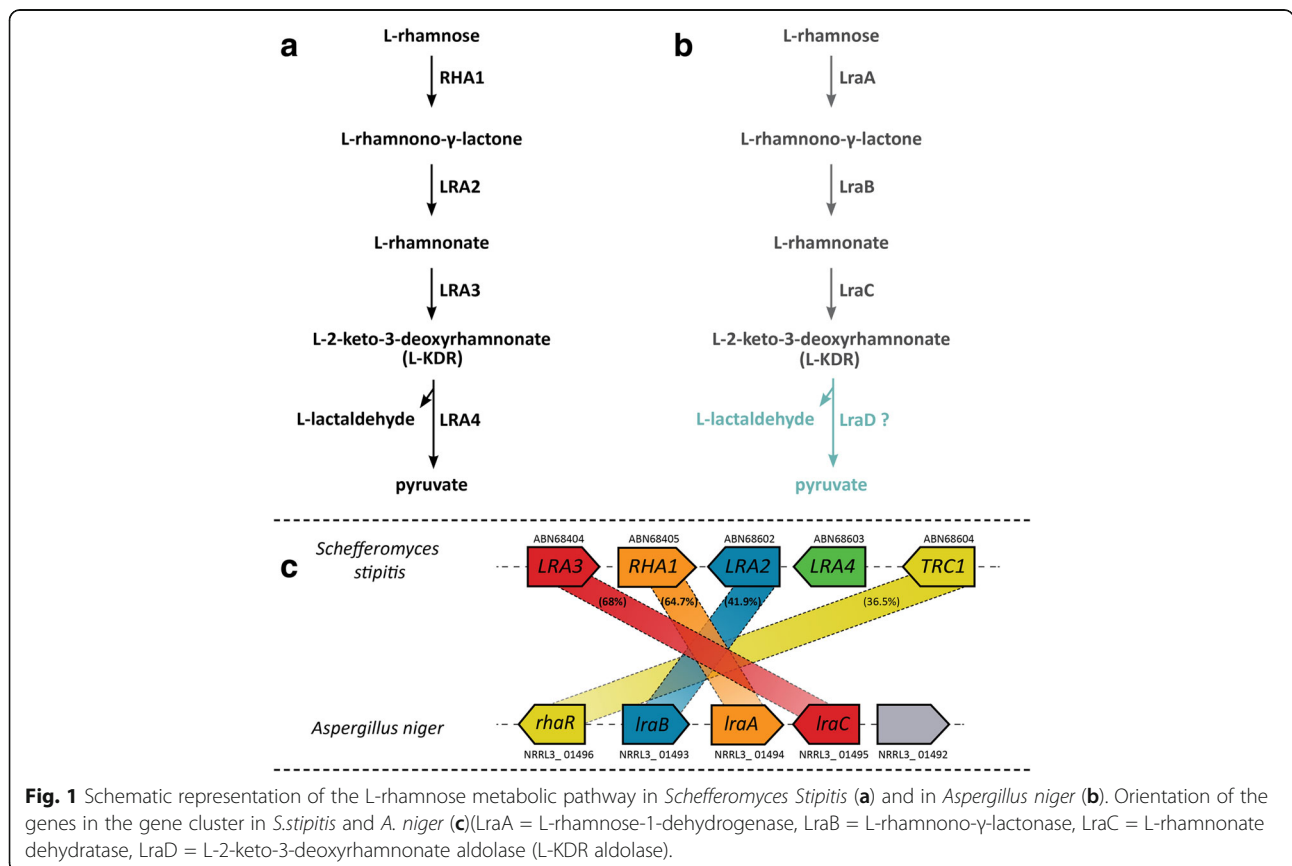 a
L-rhamnose
RHA1
L-rhamnono-γ-lactone
LRA2
L-rhamnonate
LRA3
L-2-keto-3-deoxyrhamnonate
(L-KDR)
L-lactaldehyde
LRA4
pyruvate
b
L-rhamnose
LraA
L-rhamnono-γ-lactone
LraB
L-rhamnonate
LraC
L-2-keto-3-deoxyrhamnonate
(L-KDR)
L-lactaldehyde
LraD ?
pyruvate
c
Schefferomyces
stipitis
ABN68404 ABN68405 ABN68602 ABN68603 ABN68604
LRA3 RHA1 LRA2 LRA4 TRC1
(68%) (64.7%) (41.9%) (36.5%)
Aspergillus niger
rhaR lraB lraA lraC
NRRL3_ 01496 NRRL3_ 01493 NRRL3_ 01494 NRRL3_ 01495 NRRL3_ 01492
Fig. 1 Schematic representation of the L-rhamnose metabolic pathway in Schefferomyces Stipitis (a) and in Aspergillus niger (b). Orientation of the
genes in the gene cluster in S.stipitis and A. niger (c)(LraA = L-rhamnose-1-dehydrogenase, LraB = L-rhamnono-γ-lactonase, LraC = L-rhamnonate
dehydratase, LraD = L-2-keto-3-deoxyrhamnonate aldolase (L-KDR aldolase).